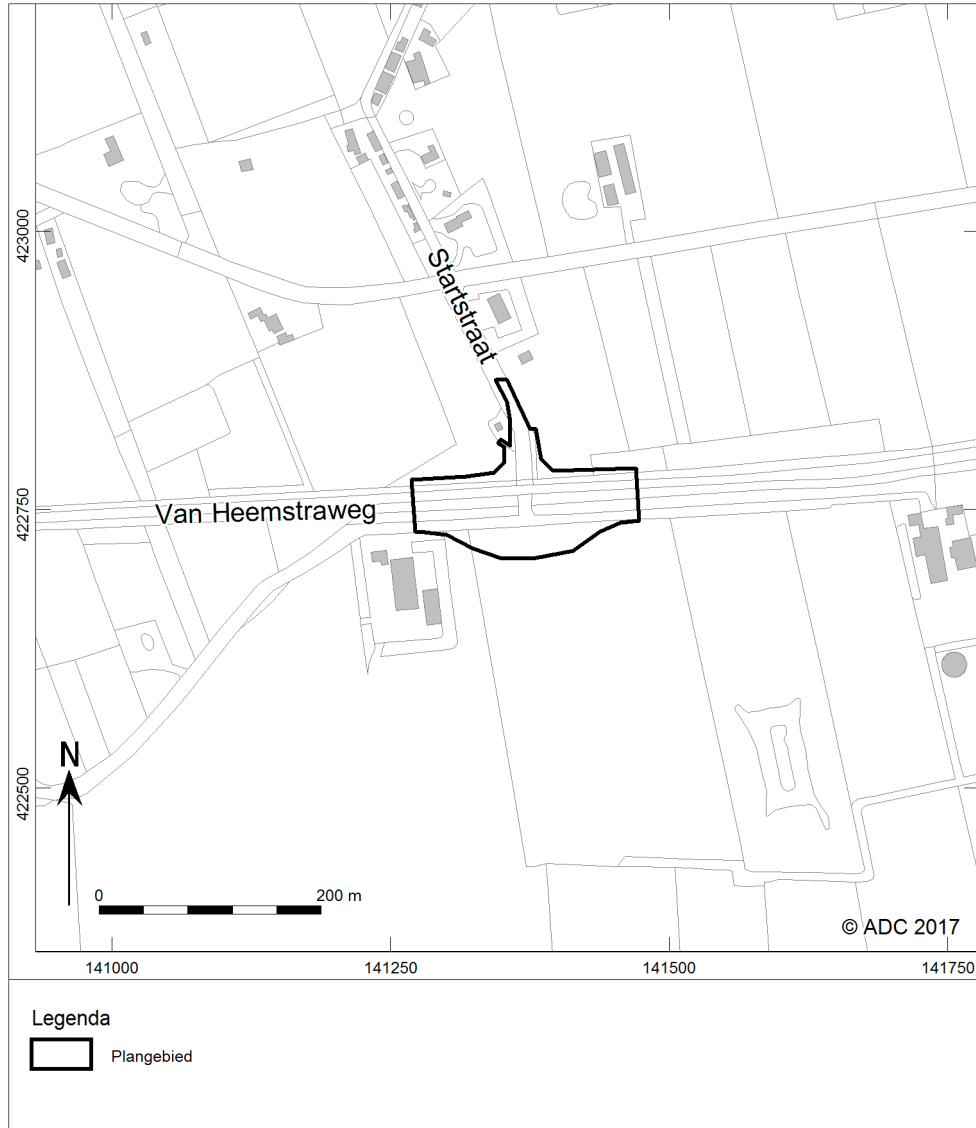 423000
Startstraat
422750
Van Heemstraweg
422500
N
0 200 m
© ADC 2017
141000 141250 141500 141750
Legenda
Plangebied